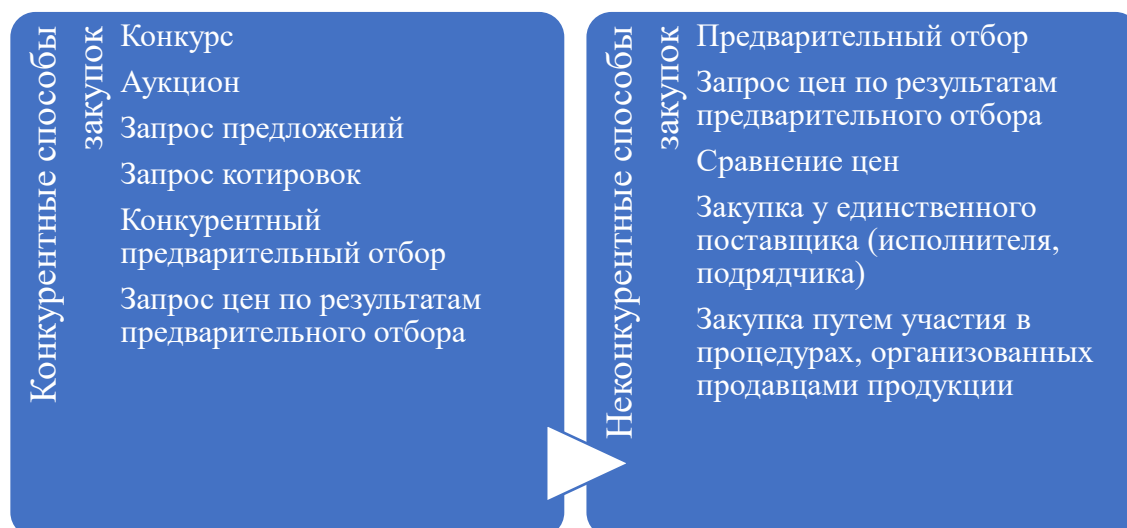 Конкурентные способы
закупок
Конкурс
Аукцион
Запрос предложений
Запрос котировок
Конкурентный
предварительный отбор
Запрос цен по результатам
предварительного отбора
Неконкурентные способы
закупок
Предварительный отбор
Запрос цен по результатам
предварительного отбора
Сравнение цен
Закупка у единственного
поставщика (исполнителя,
подрядчика)
Закупка путем участия в
процедурах, организованных
продавцами продукции